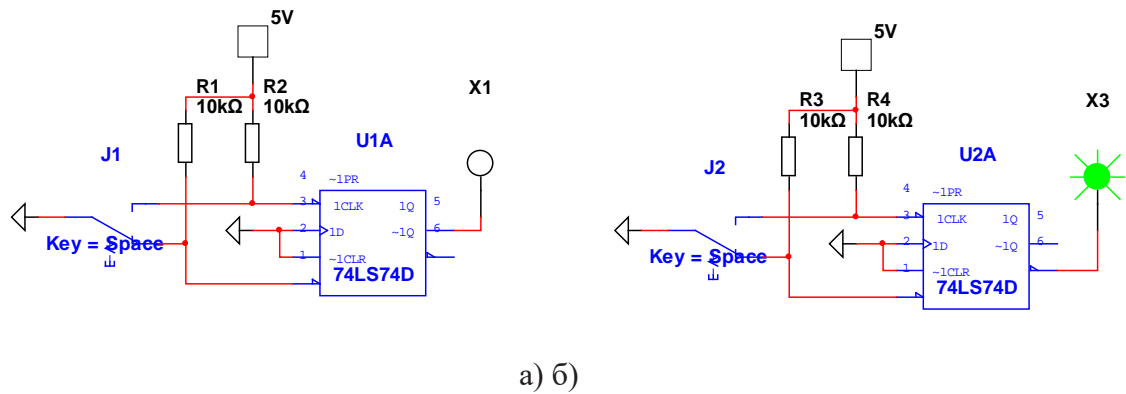 5V
R1 R2
10kΩ 10kΩ
X1
J1
U1A
4 ~1PR
3 1CLK 1Q 5
2 1D ~1Q 6
1 ~1CLR
Key = Space
74LS74D
5V
R3 R4
10kΩ 10kΩ
X3
J2
U2A
4 ~1PR
3 1CLK 1Q 5
2 1D ~1Q 6
1 ~1CLR
Key = Space
74LS74D
а) б)